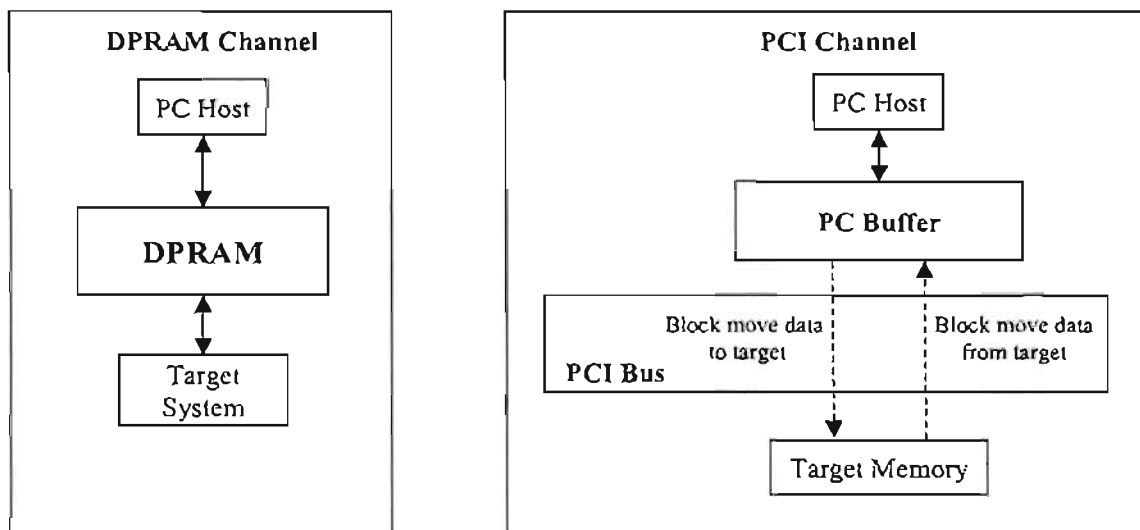 DPRAM Channel
PC Host
DPRAM
Target
System
PCI Channel
PC Host
PC Buffer
Block move data
to target
Block move data
from target
PCI Bus
Target Memory